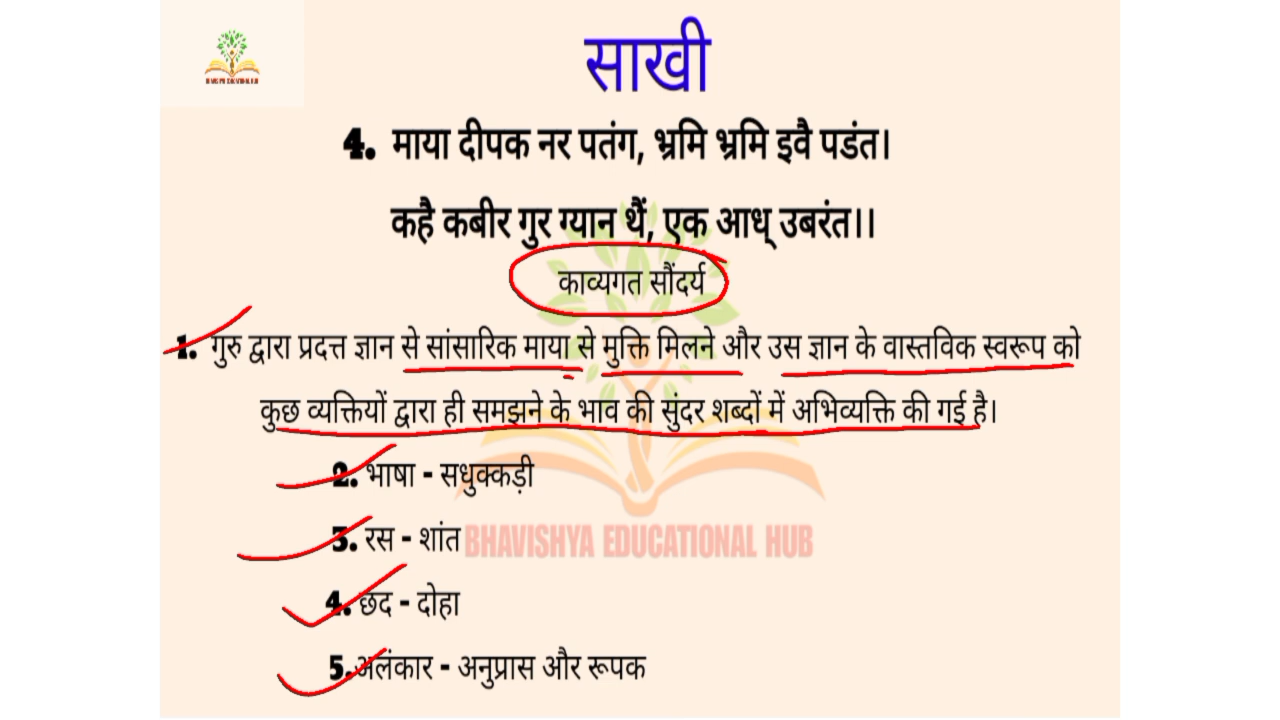 साखी
4. माया दीपक नर पतंग, भ्रमि भ्रमि इवै पडंत।
कहै कबीर गुर ग्यान थैं, एक आध् उबरंत।।
काव्यगत सौंदर्य
1. गुरु द्वारा प्रदत्त ज्ञान से सांसारिक माया से मुक्ति मिलने और उस ज्ञान के वास्तविक स्वरूप को
कुछ व्यक्तियों द्वारा ही समझने के भाव की सुंदर शब्दों में अभिव्यक्ति की गई है।
2. भाषा - सधुक्कड़ी
3. रस - शांत
4. छंद - दोहा
5. अलंकार - अनुप्रास और रूपक
BHAVISHYA EDUCATIONAL HUB